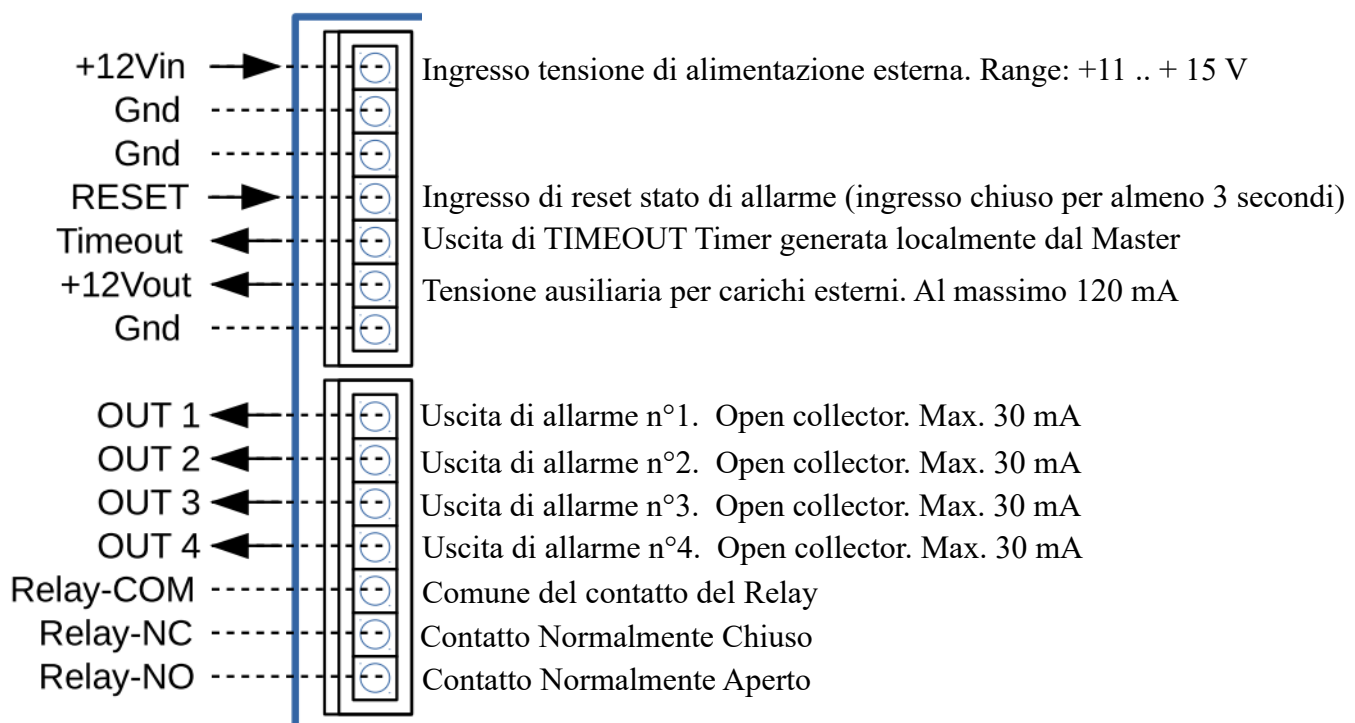 +12Vin Ingresso tensione di alimentazione esterna. Range: +11 .. + 15 V
Gnd
Gnd
RESET Ingresso di reset stato di allarme (ingresso chiuso per almeno 3 secondi)
Timeout Uscita di TIMEOUT Timer generata localmente dal Master
+12Vout Tensione ausiliaria per carichi esterni. Al massimo 120 mA
Gnd
OUT 1 Uscita di allarme n°1. Open collector. Max. 30 mA
OUT 2 Uscita di allarme n°2. Open collector. Max. 30 mA
OUT 3 Uscita di allarme n°3. Open collector. Max. 30 mA
OUT 4 Uscita di allarme n°4. Open collector. Max. 30 mA
Relay-COM Comune del contatto del Relay
Relay-NC Contatto Normalmente Chiuso
Relay-NO Contatto Normalmente Aperto